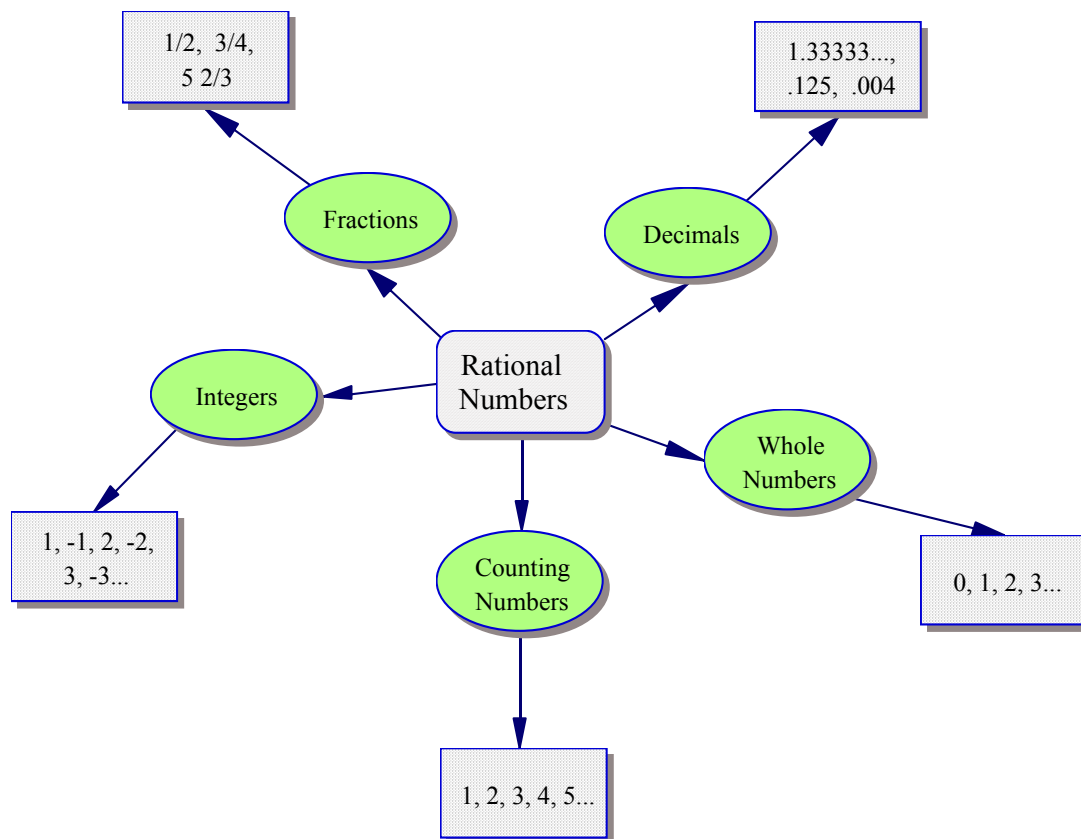 1/2, 3/4,
5 2/3
1.33333...,
.125, .004
Fractions
Decimals
Rational
Numbers
Integers
Whole
Numbers
1, -1, 2, -2,
3, -3...
Counting
Numbers
0, 1, 2, 3...
1, 2, 3, 4, 5...